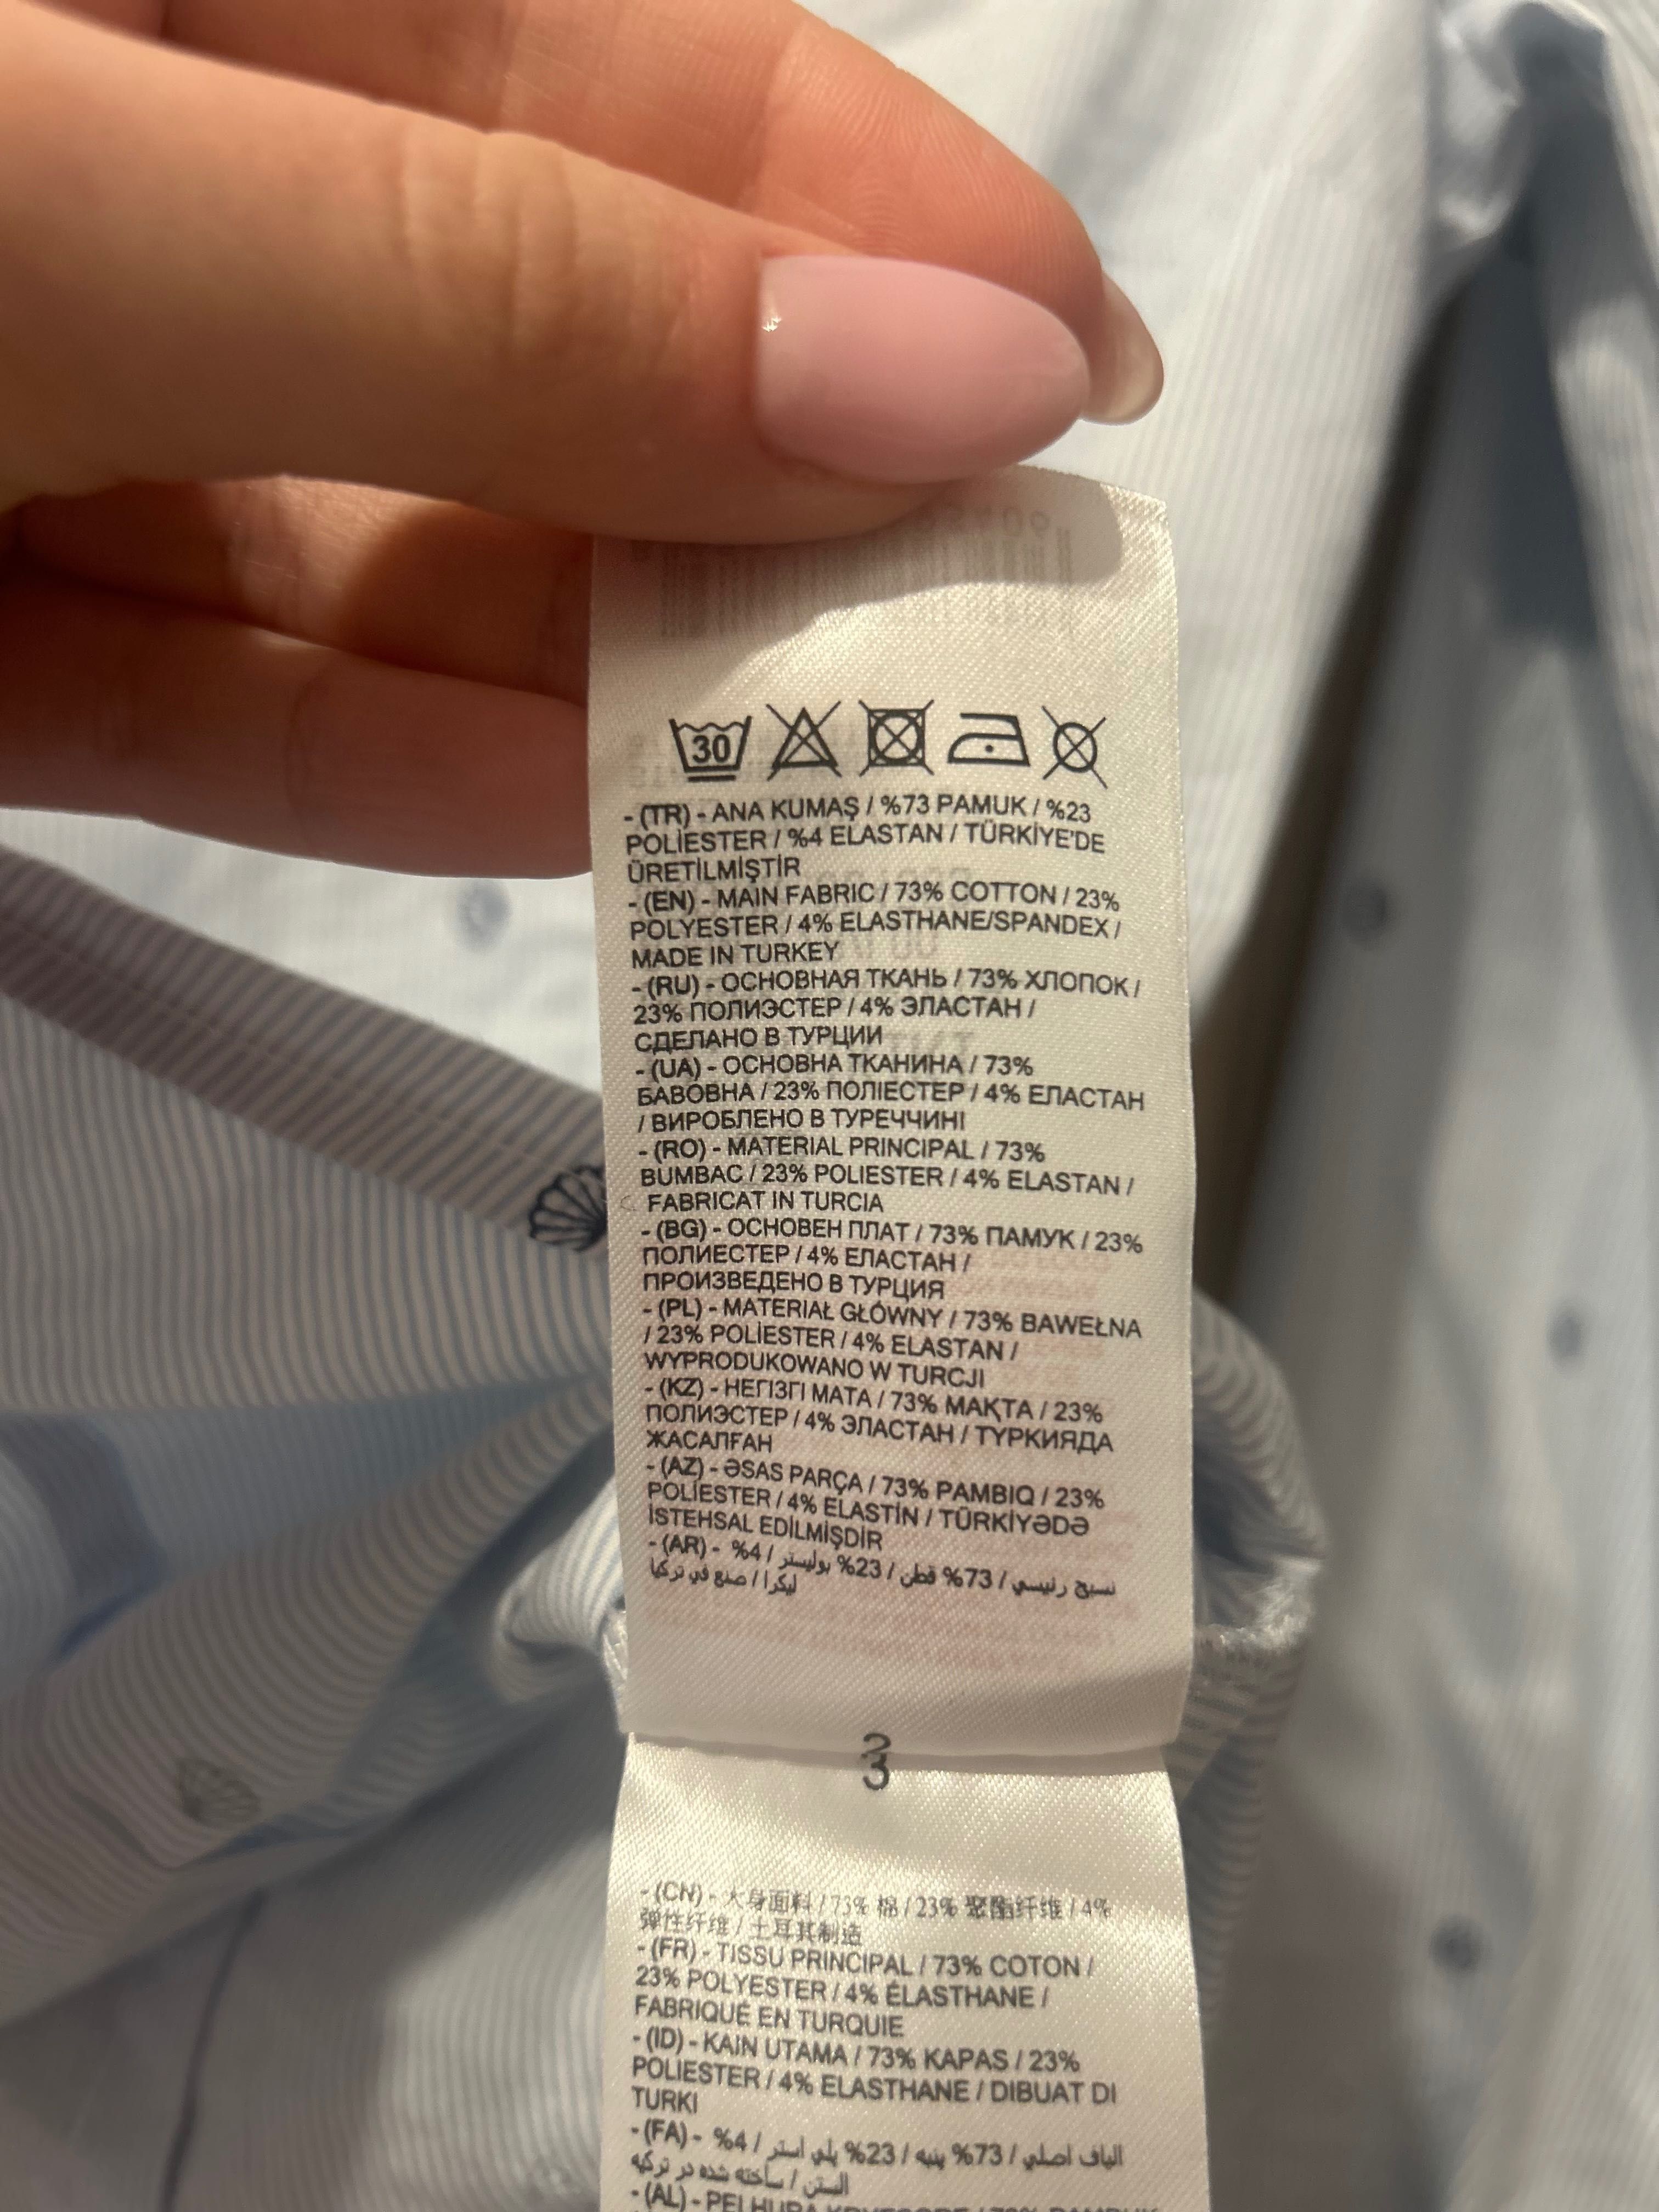 30
- (TR) - ANA KUMAŞ / %73 PAMUK / %23
POLİESTER / %4 ELASTAN / TÜRKİYE'DE
ÜRETİLMİŞTİR
- (EN) - MAIN FABRIC / 73% COTTON / 23%
POLYESTER / 4% ELASTHANE/SPANDEX /
MADE IN TURKEY
- (RU) - ОСНОВНАЯ ТКАНЬ / 73% ХЛОПОК /
23% ПОЛИЭСТЕР / 4% ЭЛАСТАН /
СДЕЛАНО В ТУРЦИИ
- (UA) - ОСНОВНА ТКАНИНА / 73%
БАВОВНА / 23% ПОЛІЕСТЕР / 4% ЕЛАСТАН
/ ВИРОБЛЕНО В ТУРЕЧЧИНІ
- (RO) - MATERIAL PRINCIPAL / 73%
BUMBAC / 23% POLIESTER / 4% ELASTAN /
FABRICAT IN TURCIA
- (BG) - ОСНОВЕН ПЛАТ / 73% ПАМУК / 23%
ПОЛИЕСТЕР / 4% ЕЛАСТАН /
ПРОИЗВЕДЕНО В ТУРЦИЯ
- (PL) - MATERIAŁ GŁÓWNY / 73% BAWEŁNA
/ 23% POLİESTER / 4% ELASTAN /
WYPRODUKOWANO W TURCJI
- (KZ) - НЕГІЗГІ МАТА / 73% МАҚТА / 23%
ПОЛИЭСТЕР / 4% ЭЛАСТАН / ТҮРКИЯДА
ЖАСАЛҒАН
- (AZ) - ƏSAS PARÇA / 73% PAMBIQ / 23%
POLİESTER / 4% ELASTİN / TÜRKİYƏDƏ
İSTEHSAL EDİLMİŞDİR
- (AR) - نسيج رئيسي / 73% قطن / 23% بوليستر / 4%
ليكرا / صنع في تركيا
3
- (CN) - 大身面料 / 73% 棉 / 23% 聚酯纤维 / 4%
弹性纤维 / 土耳其制造
- (FR) - TISSU PRINCIPAL / 73% COTON /
23% POLYESTER / 4% ÉLASTHANE /
FABRIQUÉ EN TURQUIE
- (ID) - KAIN UTAMA / 73% KAPAS / 23%
POLIESTER / 4% ELASTHANE / DIBUAT DI
TURKI
- (FA) - الیاف اصلی / 73% پنبه / 23% پلی استر / 4%
الستن / ساخته شده در ترکیه
- (AL) - PELHURA